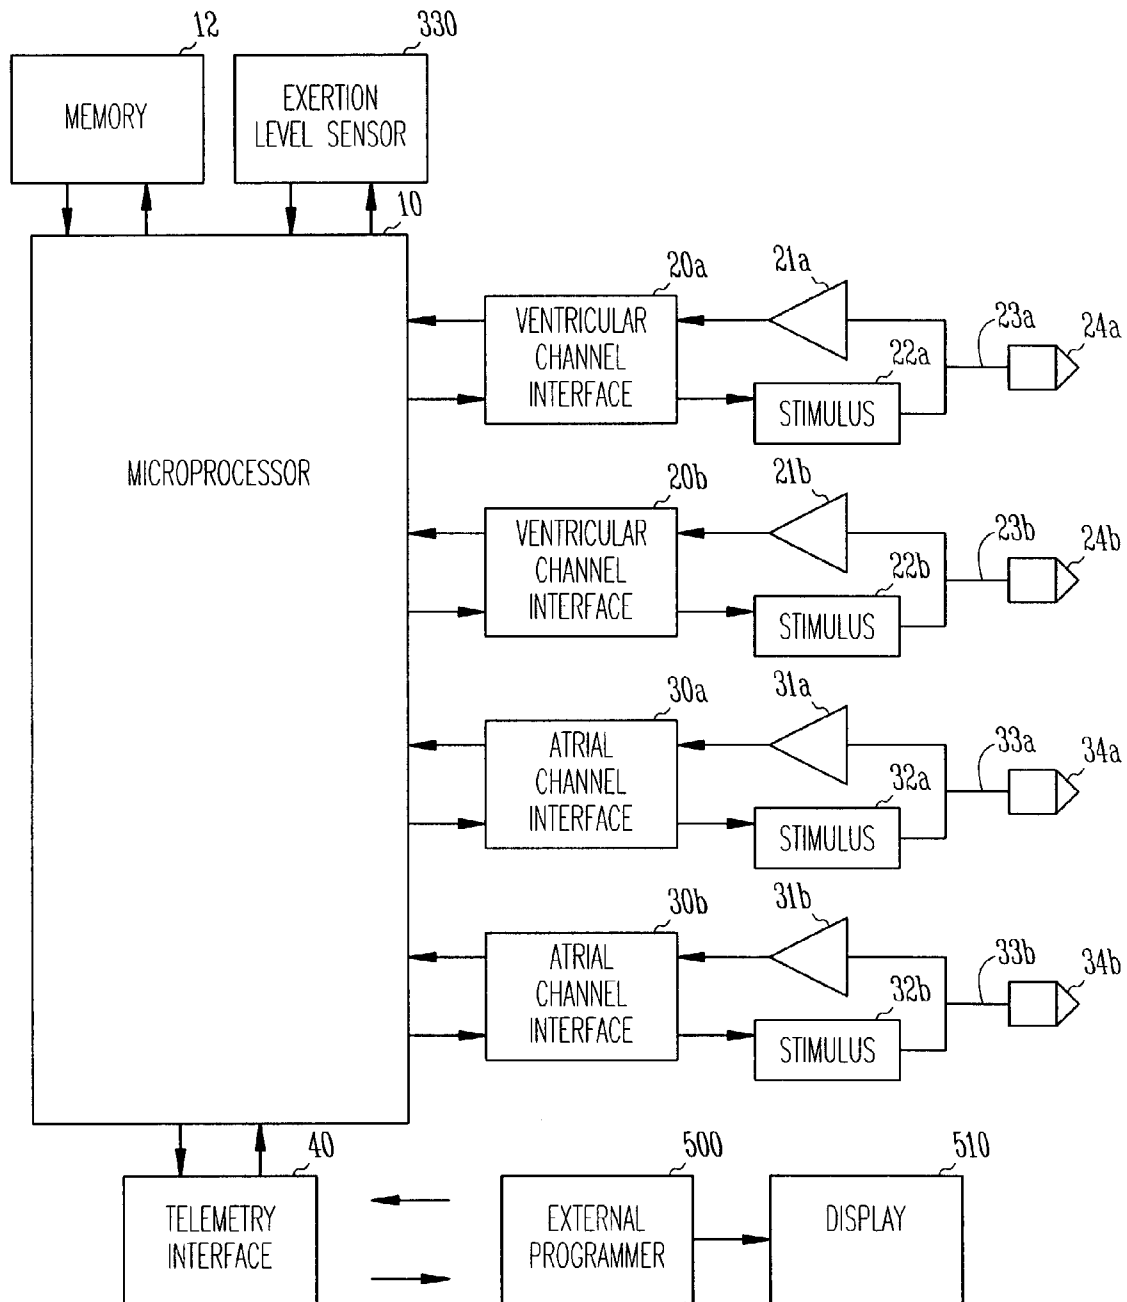 12
330
MEMORY
EXERTION
LEVEL SENSOR
10
MICROPROCESSOR
20a
21a
VENTRICULAR
CHANNEL
INTERFACE
22a
STIMULUS
23a
24a
20b
21b
VENTRICULAR
CHANNEL
INTERFACE
22b
STIMULUS
23b
24b
30a
31a
ATRIAL
CHANNEL
INTERFACE
32a
STIMULUS
33a
34a
30b
31b
ATRIAL
CHANNEL
INTERFACE
32b
STIMULUS
33b
34b
40
TELEMETRY
INTERFACE
500
EXTERNAL
PROGRAMMER
510
DISPLAY